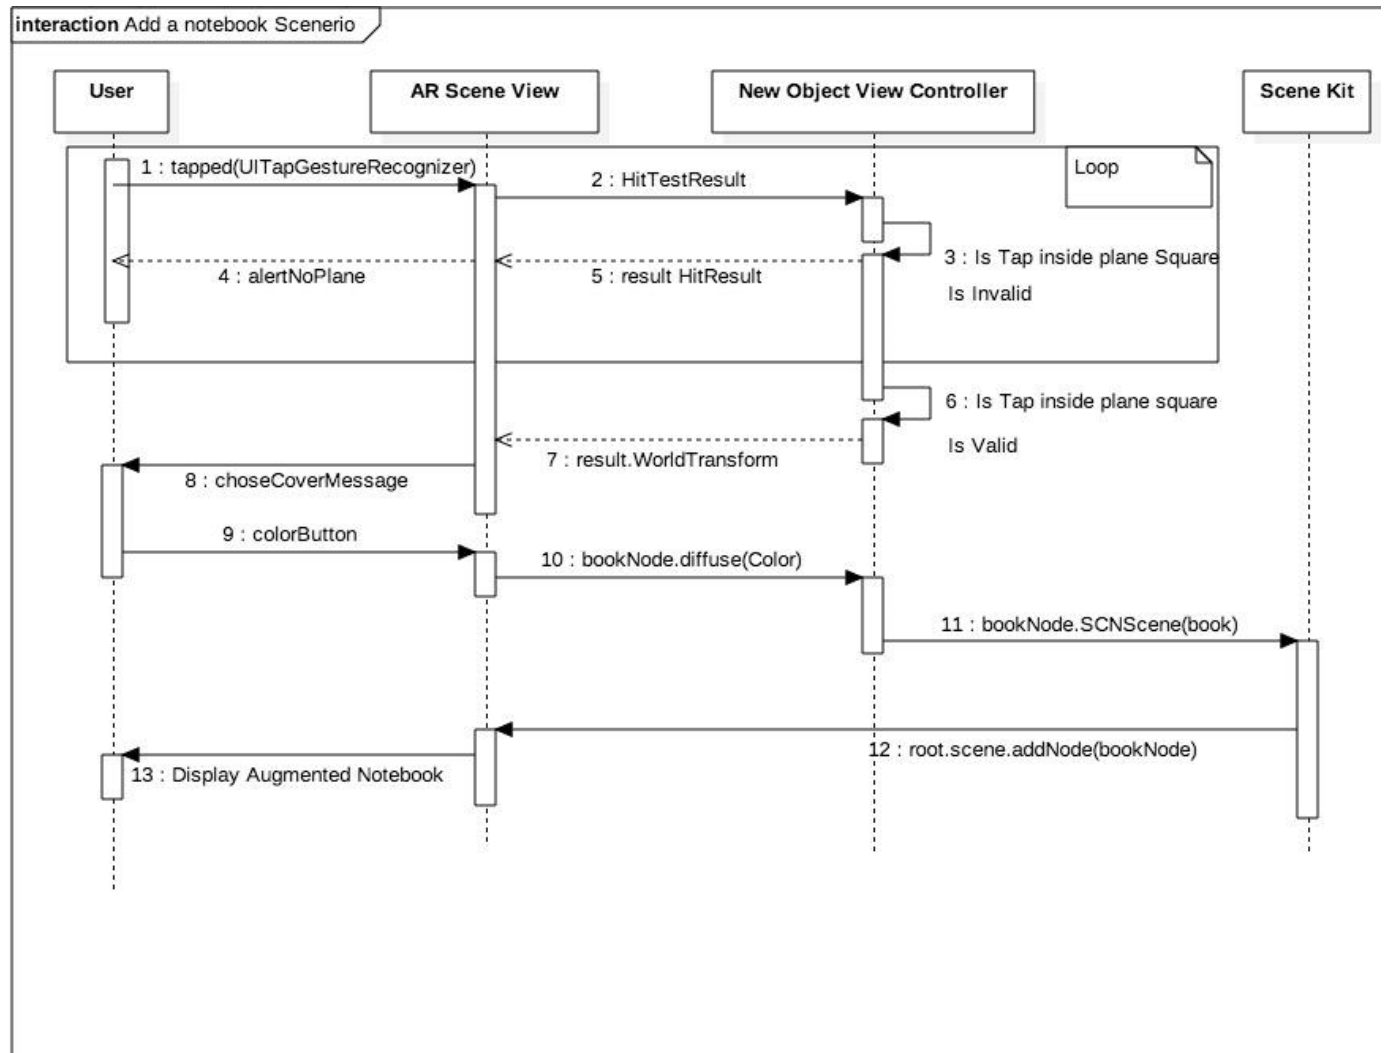 interaction Add a notebook Scenerio
User
AR Scene View
New Object View Controller
Scene Kit
1 : tapped(UITapGestureRecognizer)
2 : HitTestResult
Loop
3 : Is Tap inside plane Square
Is Invalid
4 : alertNoPlane
5 : result HitResult
6 : Is Tap inside plane square
Is Valid
7 : result.WorldTransform
8 : choseCoverMessage
9 : colorButton
10 : bookNode.diffuse(Color)
11 : bookNode.SCNScene(book)
12 : root.scene.addNode(bookNode)
13 : Display Augmented Notebook